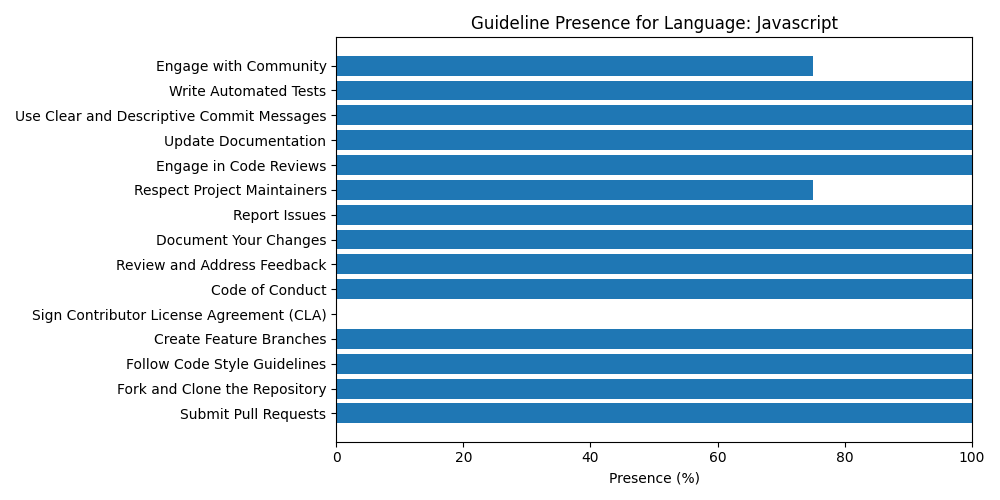 Guideline Presence for Language: Javascript
Engage with Community
Write Automated Tests
Use Clear and Descriptive Commit Messages
Update Documentation
Engage in Code Reviews
Respect Project Maintainers
Report Issues
Document Your Changes
Review and Address Feedback
Code of Conduct
Sign Contributor License Agreement (CLA)
Create Feature Branches
Follow Code Style Guidelines
Fork and Clone the Repository
Submit Pull Requests
0 20 40 60 80 100
Presence (%)